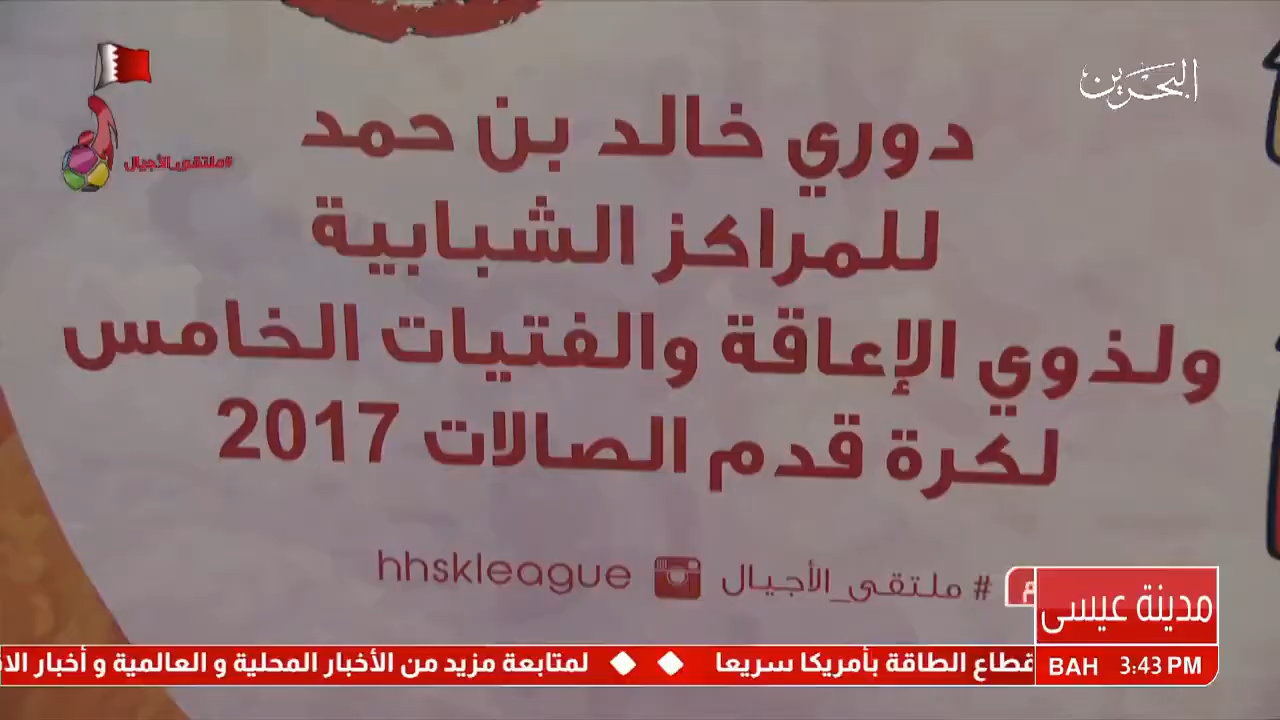 البحرين
#ملتقى_الأجيال
دوري خالد بن حمد
للمراكز الشبابية
ولذوي الإعاقة والفتيات الخامس
لكرة قدم الصالات 2017
# ملتقى_الأجيال hhskleague
مدينة عيسى
BAH 3:43 PM
قطاع الطاقة بأمريكا سريعا لمتابعة مزيد من الأخبار المحلية و العالمية و أخبار